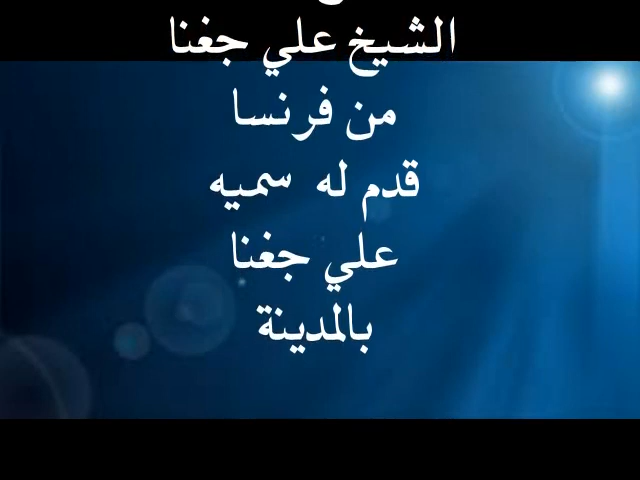 الشيخ علي جغنا
من فرنسا
قدم له سميه
علي جغنا
بالمدينة